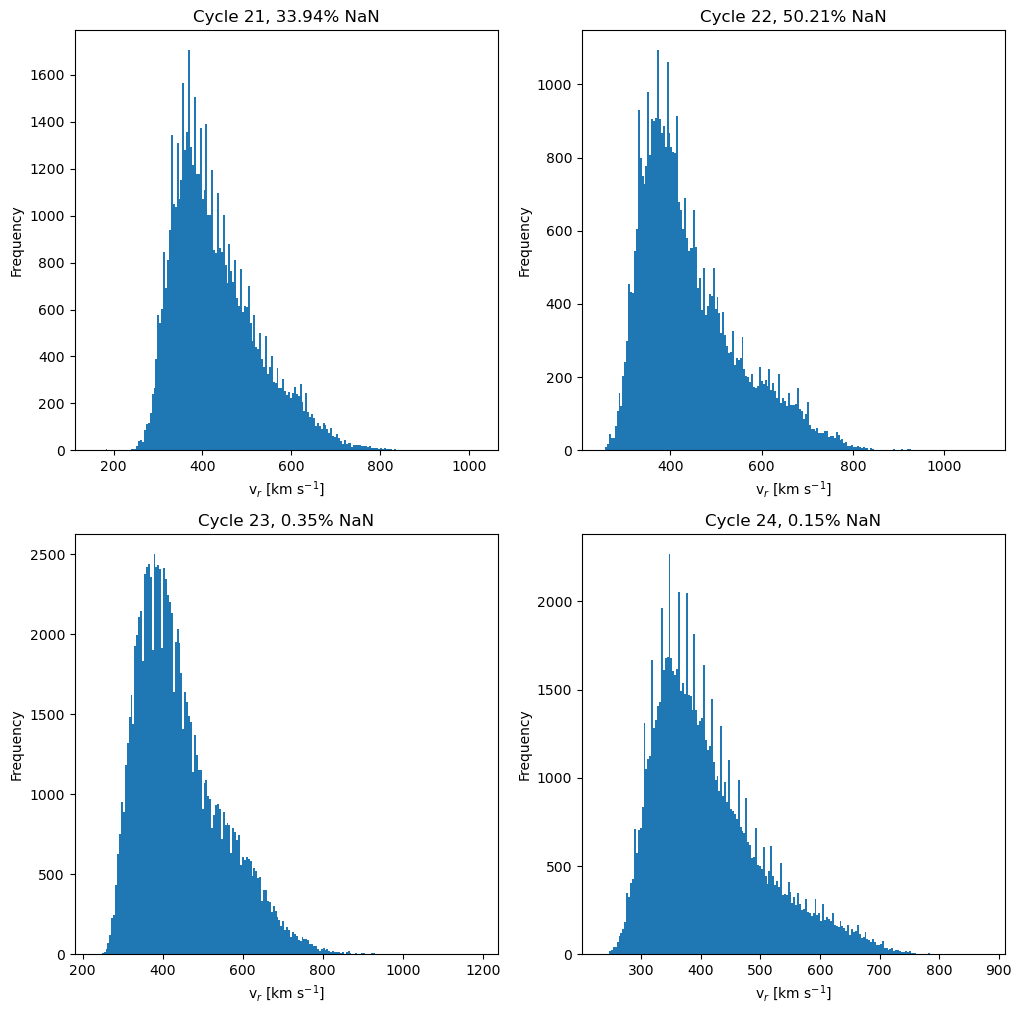 Cycle 21, 33.94% NaN
1600
1400
1200
1000
800
600
400
200
0
Frequency
200 400 600 800 1000
v_r [km s⁻¹]
Cycle 22, 50.21% NaN
1000
800
600
400
200
0
Frequency
400 600 800 1000
v_r [km s⁻¹]
Cycle 23, 0.35% NaN
2500
2000
1500
1000
500
0
Frequency
200 400 600 800 1000 1200
v_r [km s⁻¹]
Cycle 24, 0.15% NaN
2000
1500
1000
500
0
Frequency
300 400 500 600 700 800 900
v_r [km s⁻¹]